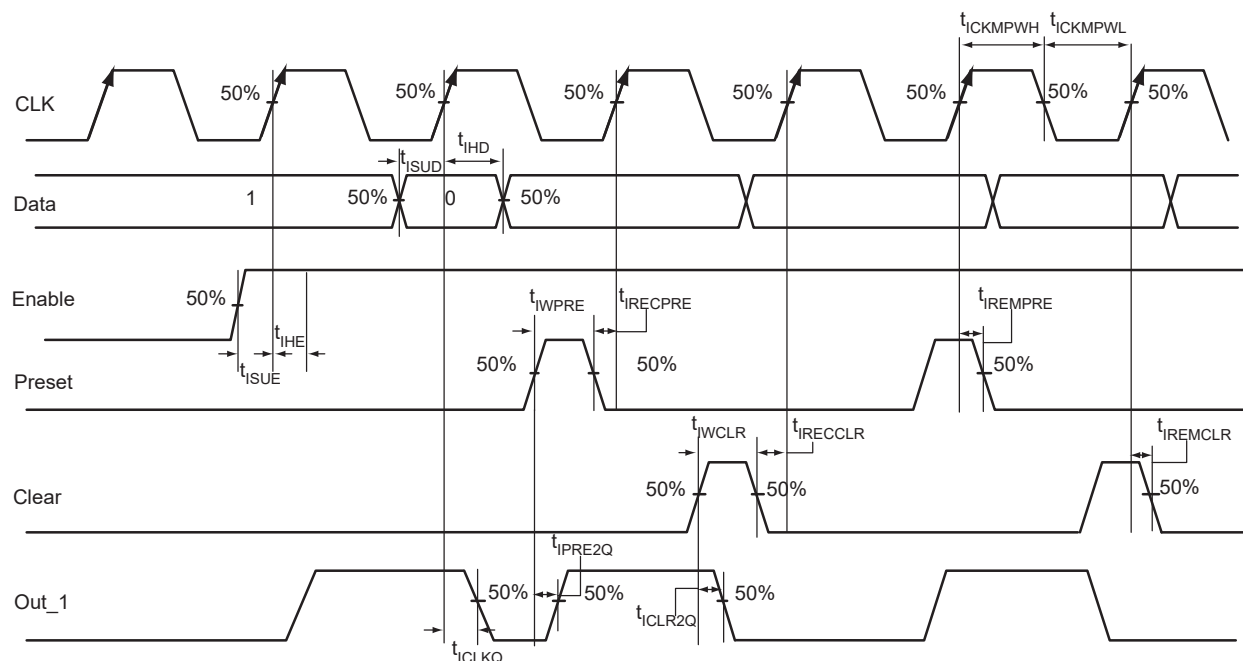 tICKMPWH tICKMPWL
CLK 50% 50% 50% 50% 50% 50% 50%
tISUD tIHD
Data 1 50% 0 50%
Enable 50% tIWPRE tIRECPRE tIREMPRE
tIHE
tISUE
Preset 50% 50% 50%
tIWCLR tIRECCLR tIREMCLR
Clear 50% 50% 50%
tIPRE2Q
Out_1 50% 50% tICLR2Q 50%
tICLKQ